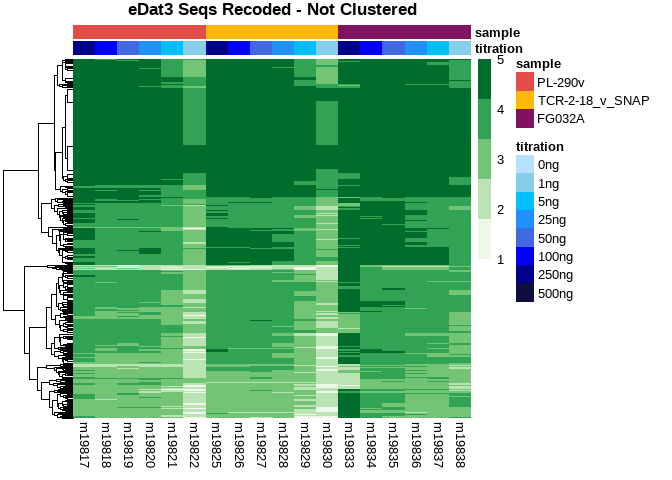 eDat3 Seqs Recoded - Not Clustered
sample
titration
5
4
3
2
1
sample
PL-290v
TCR-2-18_v_SNAP
FG032A
titration
0ng
1ng
5ng
25ng
50ng
100ng
250ng
500ng
m19817
m19818
m19819
m19820
m19821
m19822
m19825
m19826
m19827
m19828
m19829
m19830
m19833
m19834
m19835
m19836
m19837
m19838